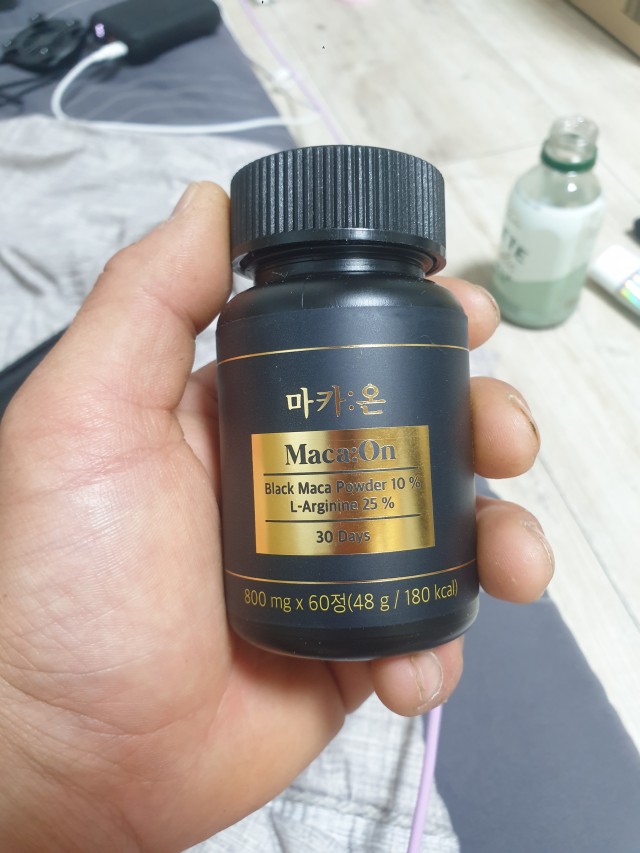 마카:온
Maca:On
Black Maca Powder 10 %
L-Arginine 25 %
30 Days
800 mg x 60정(48 g / 180 kcal)